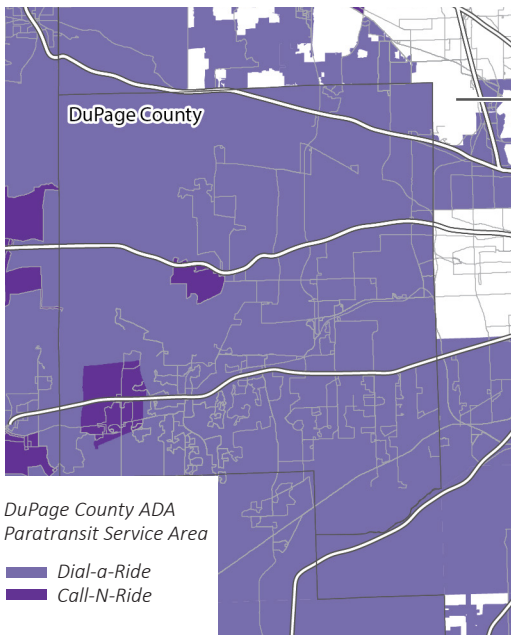 DuPage County
DuPage County ADA
Paratransit Service Area
Dial-a-Ride
Call-N-Ride